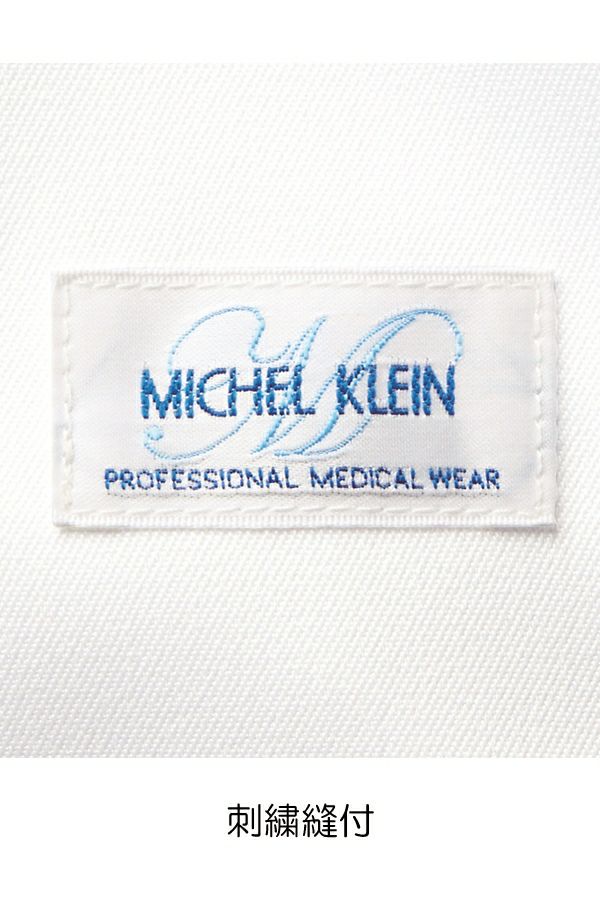 M
MICHEL KLEIN
PROFESSIONAL MEDICAL WEAR
刺繍縫付